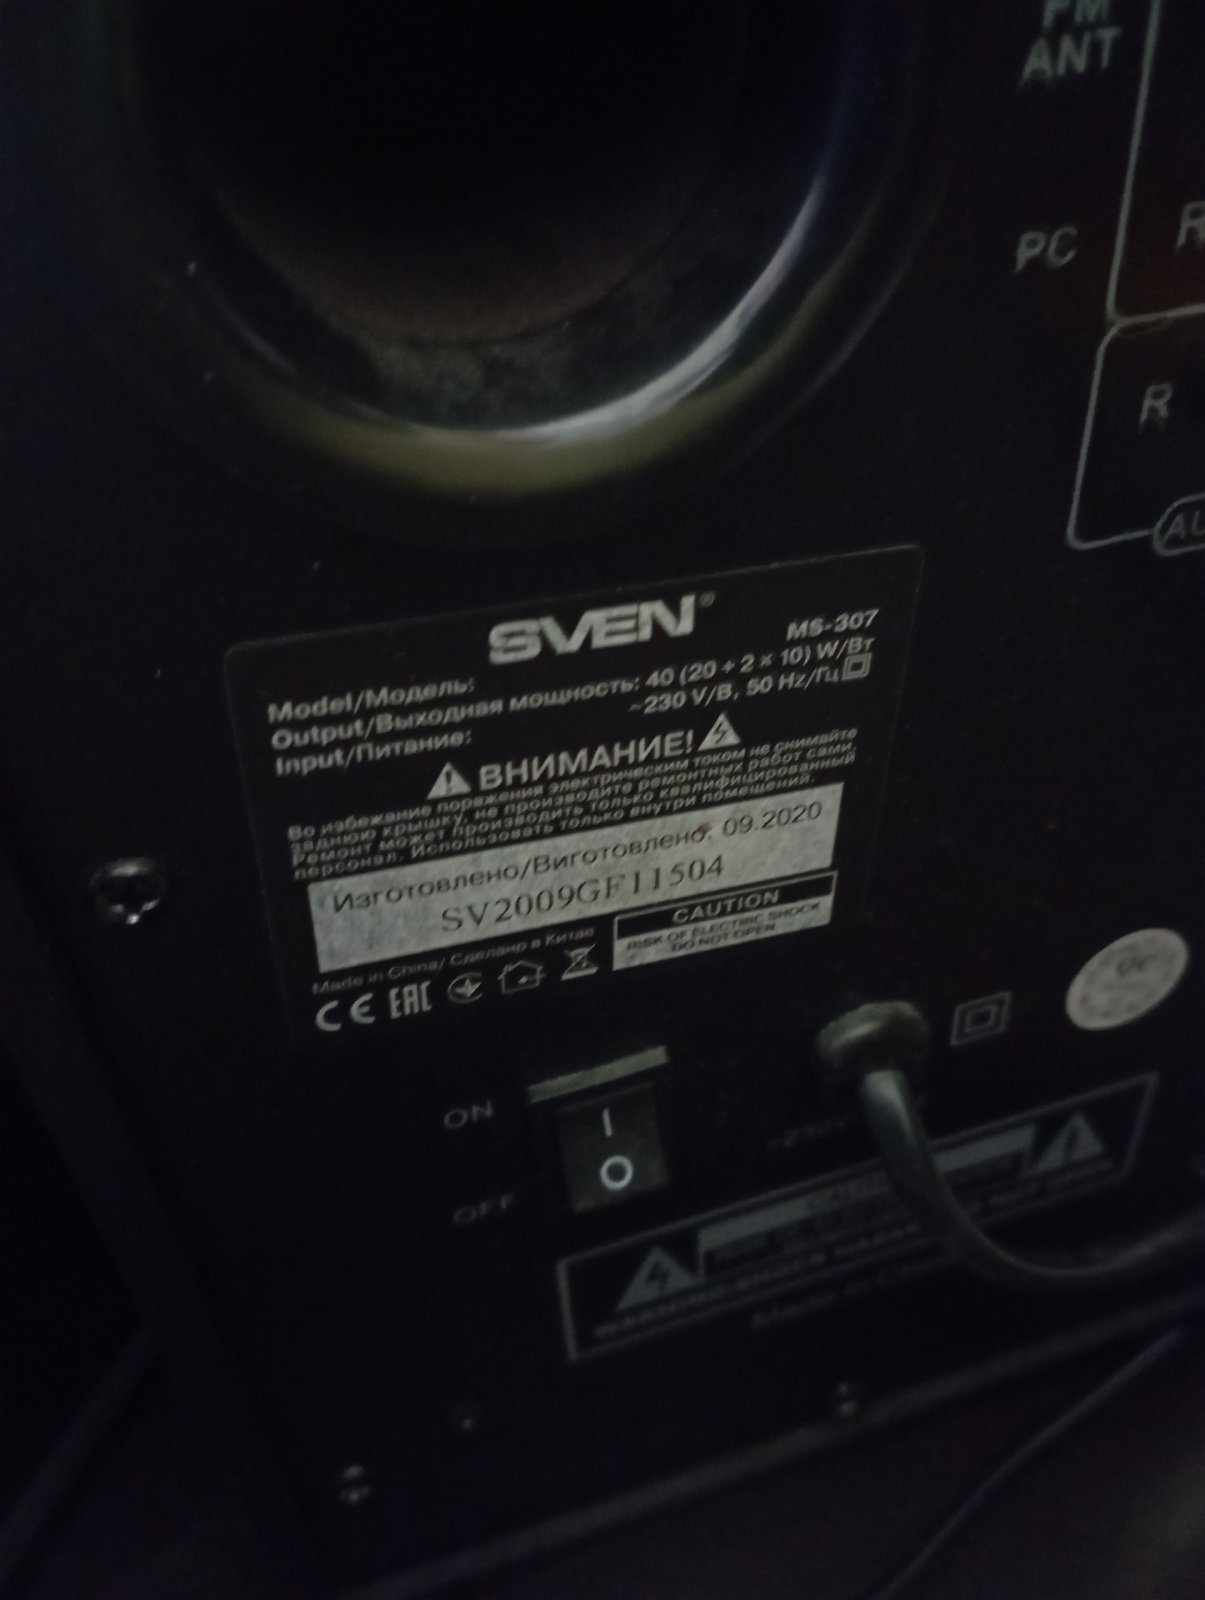 FM
ANT
PC
R
R
SVEN®
Model/Модель: MS-307
Output/Выходная мощность: 40 (20 + 2 × 10) W/Вт
Input/Питание: ~230 V/В, 50 Hz/Гц
ВНИМАНИЕ!
Во избежание поражения электрическим током не снимайте
заднюю крышку, не производите ремонтных работ сами.
Ремонт может производить только квалифицированный
персонал. Использовать только внутри помещений.
Изготовлено/Виготовлено: 09.2020
SV2009GF11504
Made in China/ Сделано в Китае
CAUTION
RISK OF ELECTRIC SHOCK
DO NOT OPEN
CE EAC
ON
I
O
OFF
~230V
Made in